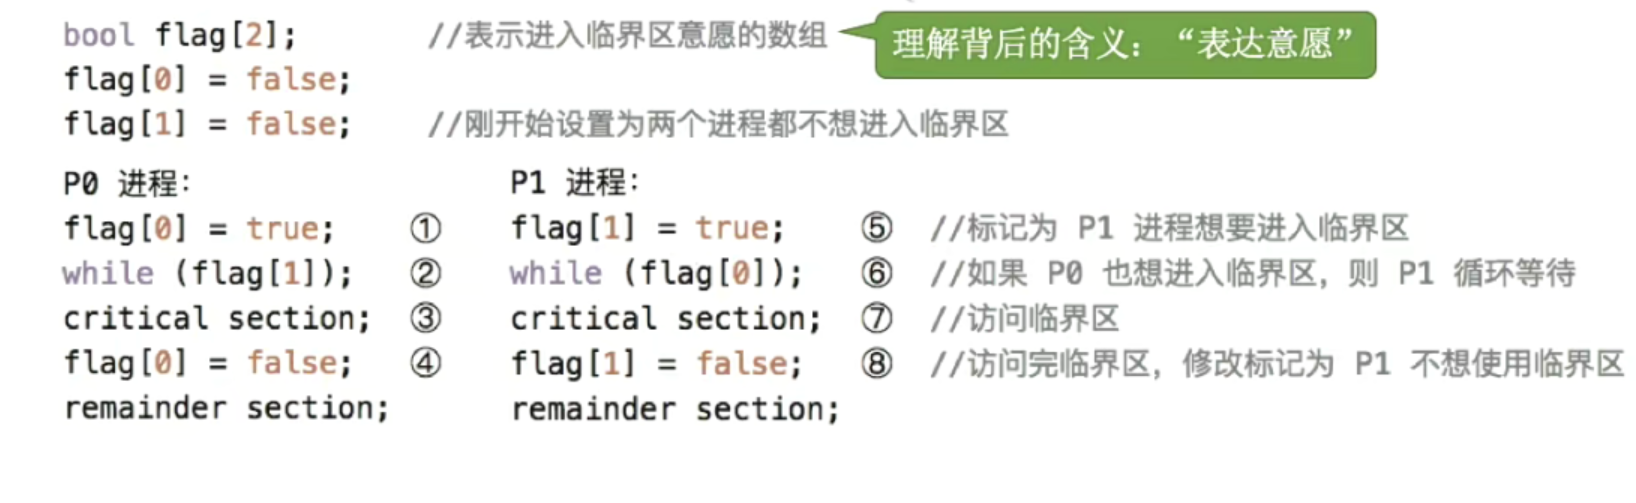 bool flag[2]; //表示进入临界区意愿的数组 理解背后的含义：“表达意愿”
flag[0] = false;
flag[1] = false; //刚开始设置为两个进程都不想进入临界区
P0 进程： P1 进程：
flag[0] = true; ① flag[1] = true; ⑤ //标记为 P1 进程想要进入临界区
while (flag[1]); ② while (flag[0]); ⑥ //如果 P0 也想进入临界区，则 P1 循环等待
critical section; ③ critical section; ⑦ //访问临界区
flag[0] = false; ④ flag[1] = false; ⑧ //访问完临界区，修改标记为 P1 不想使用临界区
remainder section; remainder section;